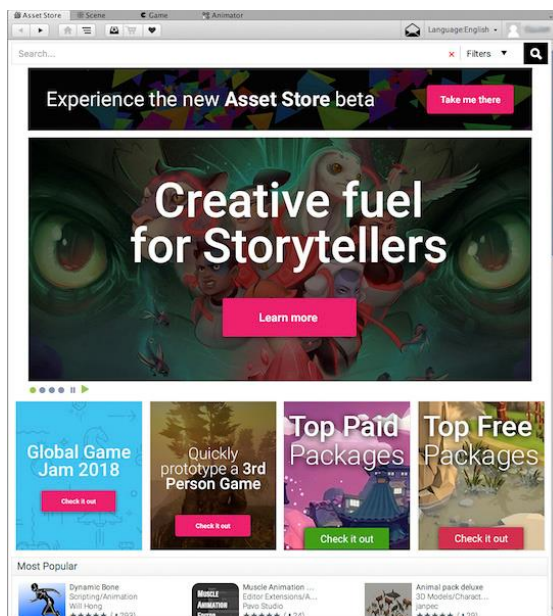 Asset Store
Scene
Game
Animator
Language:English
Search...
Filters
Experience the new Asset Store beta
Take me there
Creative fuel
for Storytellers
Learn more
Global Game
Jam 2018
Check it out
Quickly
prototype a 3rd
Person Game
Check it out
Top Paid
Packages
Check it out
Top Free
Packages
Check it out
Most Popular
Dynamic Bone
Scripting/Animation
Will Hong
MUSCLE
ANIMATION
Muscle Animation ...
Editor Extensions/A...
Pavo Studio
Animal pack deluxe
3D Models/Charact...
janpec